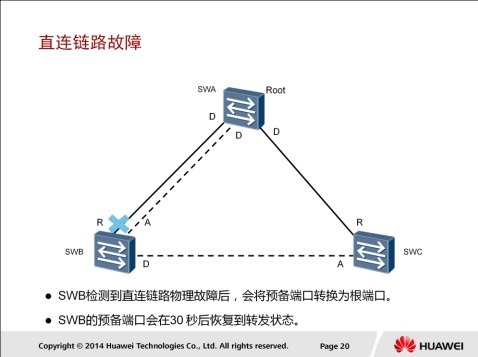 直连链路故障
SWA
Root
D
D
D
R
A
R
SWB
D
A
SWC
● SWB检测到直连链路物理故障后，会将预备端口转换为根端口。
● SWB的预备端口会在30 秒后恢复到转发状态。
Copyright © 2014 Huawei Technologies Co., Ltd. All rights reserved.
Page 20
HUAWEI